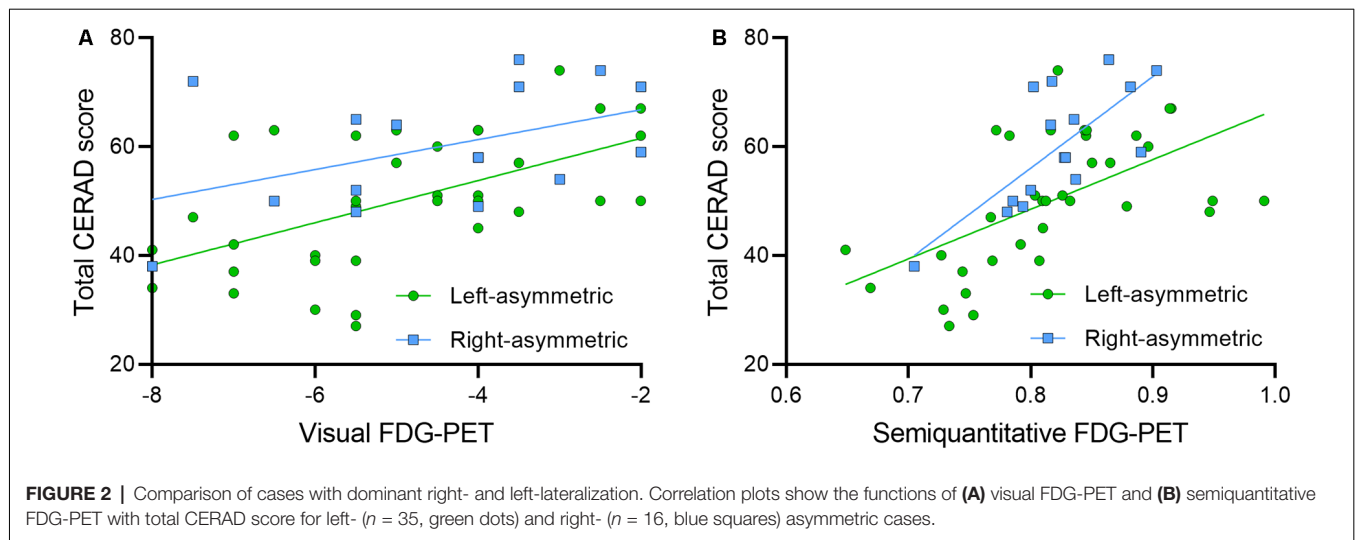 A
80
60
40
20
Total CERAD score
-8
-6
-4
-2
Visual FDG-PET
Left-asymmetric
Right-asymmetric
B
80
60
40
20
Total CERAD score
0.6
0.7
0.8
0.9
1.0
Semiquantitative FDG-PET
Left-asymmetric
Right-asymmetric
FIGURE 2 | Comparison of cases with dominant right- and left-lateralization. Correlation plots show the functions of (A) visual FDG-PET and (B) semiquantitative
FDG-PET with total CERAD score for left- (n = 35, green dots) and right- (n = 16, blue squares) asymmetric cases.